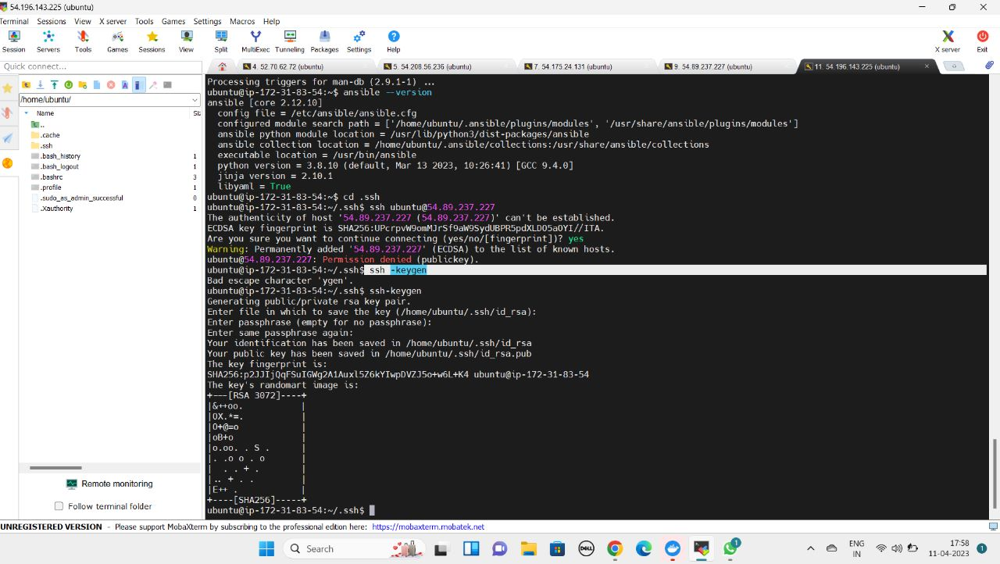 54.196.143.225 (ubuntu)
Terminal Sessions View X server Tools Games Settings Macros Help
Session Servers Tools Games Sessions View Split MultiExec Tunneling Packages Settings Help X server Exit
Quick connect...
4. 52.70.62.72 (ubuntu) 5. 54.208.56.236 (ubuntu) 7. 54.175.24.131 (ubuntu) 9. 54.89.237.227 (ubuntu) 11. 54.196.143.225 (ubuntu)
/home/ubuntu/
Name Siz
..
.cache
.ssh
.bash_history 1
.bash_logout 1
.bashrc 3
.profile 1
.sudo_as_admin_successful 0
.Xauthority 1
Remote monitoring
Follow terminal folder
Processing triggers for man-db (2.9.1-1) ...
ubuntu@ip-172-31-83-54:~$ ansible --version
ansible [core 2.12.10]
config file = /etc/ansible/ansible.cfg
configured module search path = ['/home/ubuntu/.ansible/plugins/modules', '/usr/share/ansible/plugins/modules']
ansible python module location = /usr/lib/python3/dist-packages/ansible
ansible collection location = /home/ubuntu/.ansible/collections:/usr/share/ansible/collections
executable location = /usr/bin/ansible
python version = 3.8.10 (default, Mar 13 2023, 10:26:41) [GCC 9.4.0]
jinja version = 2.10.1
libyaml = True
ubuntu@ip-172-31-83-54:~$ cd .ssh
ubuntu@ip-172-31-83-54:~/.ssh$ ssh ubuntu@54.89.237.227
The authenticity of host '54.89.237.227 (54.89.237.227)' can't be established.
ECDSA key fingerprint is SHA256:UPcrpvW9omMJrSf9aW9SydUBPR5pdXLDO5aOYI//ITA.
Are you sure you want to continue connecting (yes/no/[fingerprint])? yes
Warning: Permanently added '54.89.237.227' (ECDSA) to the list of known hosts.
ubuntu@54.89.237.227: Permission denied (publickey).
ubuntu@ip-172-31-83-54:~/.ssh$ ssh -keygen
Bad escape character 'ygen'.
ubuntu@ip-172-31-83-54:~/.ssh$ ssh-keygen
Generating public/private rsa key pair.
Enter file in which to save the key (/home/ubuntu/.ssh/id_rsa):
Enter passphrase (empty for no passphrase):
Enter same passphrase again:
Your identification has been saved in /home/ubuntu/.ssh/id_rsa
Your public key has been saved in /home/ubuntu/.ssh/id_rsa.pub
The key fingerprint is:
SHA256:p2JJIjQqFSuIGWg2A1Auxl5Z6kYIwpDVZJ5o+w6L+K4 ubuntu@ip-172-31-83-54
The key's randomart image is:
+---[RSA 3072]----+
|&++oo.           |
|OX.*=.           |
|O+@=o            |
|oB+o             |
|o.oo. . S .      |
|. .o o . o       |
|  . . + .        |
|.. + . .         |
|E++ .            |
+----[SHA256]-----+
ubuntu@ip-172-31-83-54:~/.ssh$
UNREGISTERED VERSION - Please support MobaXterm by subscribing to the professional edition here: https://mobaxterm.mobatek.net
Search
DELL
1
ENG
IN
17:58
11-04-2023
1